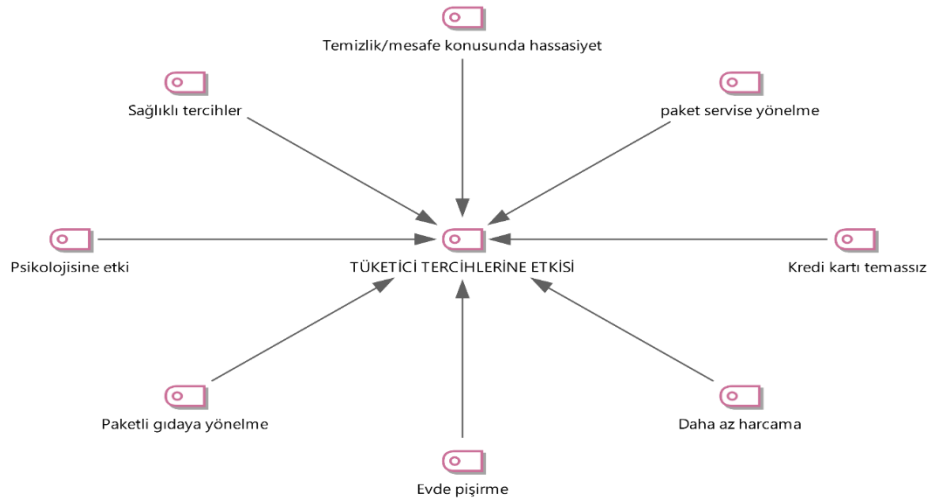 Temizlik/mesafe konusunda hassasiyet
Sağlıklı tercihler
paket servise yönelme
Psikolojisine etki
TÜKETİCİ TERCİHLERİNE ETKİSİ
Kredi kartı temassız
Paketli gıdaya yönelme
Daha az harcama
Evde pişirme